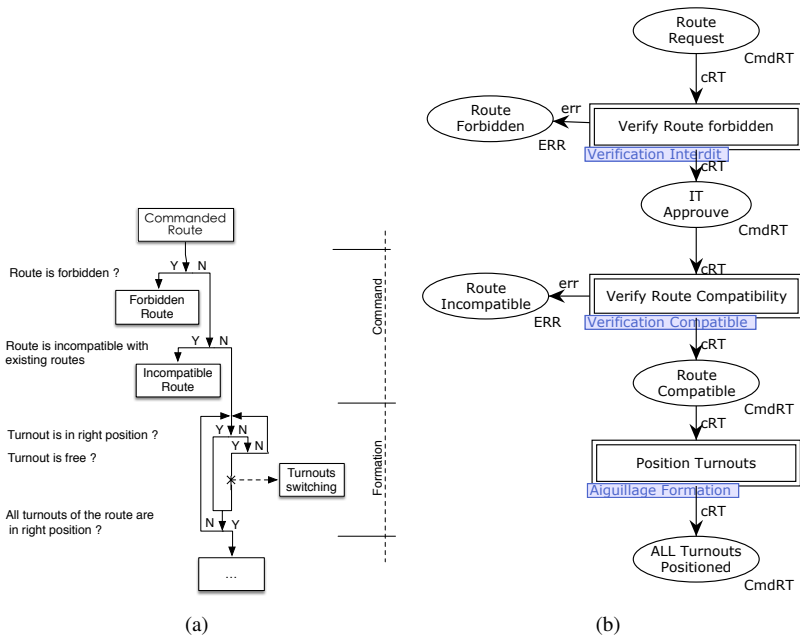 Commanded
Route
Y N
Route is forbidden ?
Forbidden
Route
Y N
Route is incompatible with
existing routes
Incompatible
Route
Turnout is in right position ?
Y N
Turnout is free ?
Y N
Turnouts
switching
All turnouts of the route are
in right position ?
N Y
...
Command
Formation
(a)
Route
Request
CmdRT
cRT
Route
Forbidden
err
ERR
Verify Route forbidden
Verification Interdit
cRT
IT
Approuve
CmdRT
cRT
Route
Incompatible
err
ERR
Verify Route Compatibility
Verification Compatible
cRT
Route
Compatible
CmdRT
cRT
Position Turnouts
Aiguillage Formation
cRT
ALL Turnouts
Positioned
CmdRT
(b)